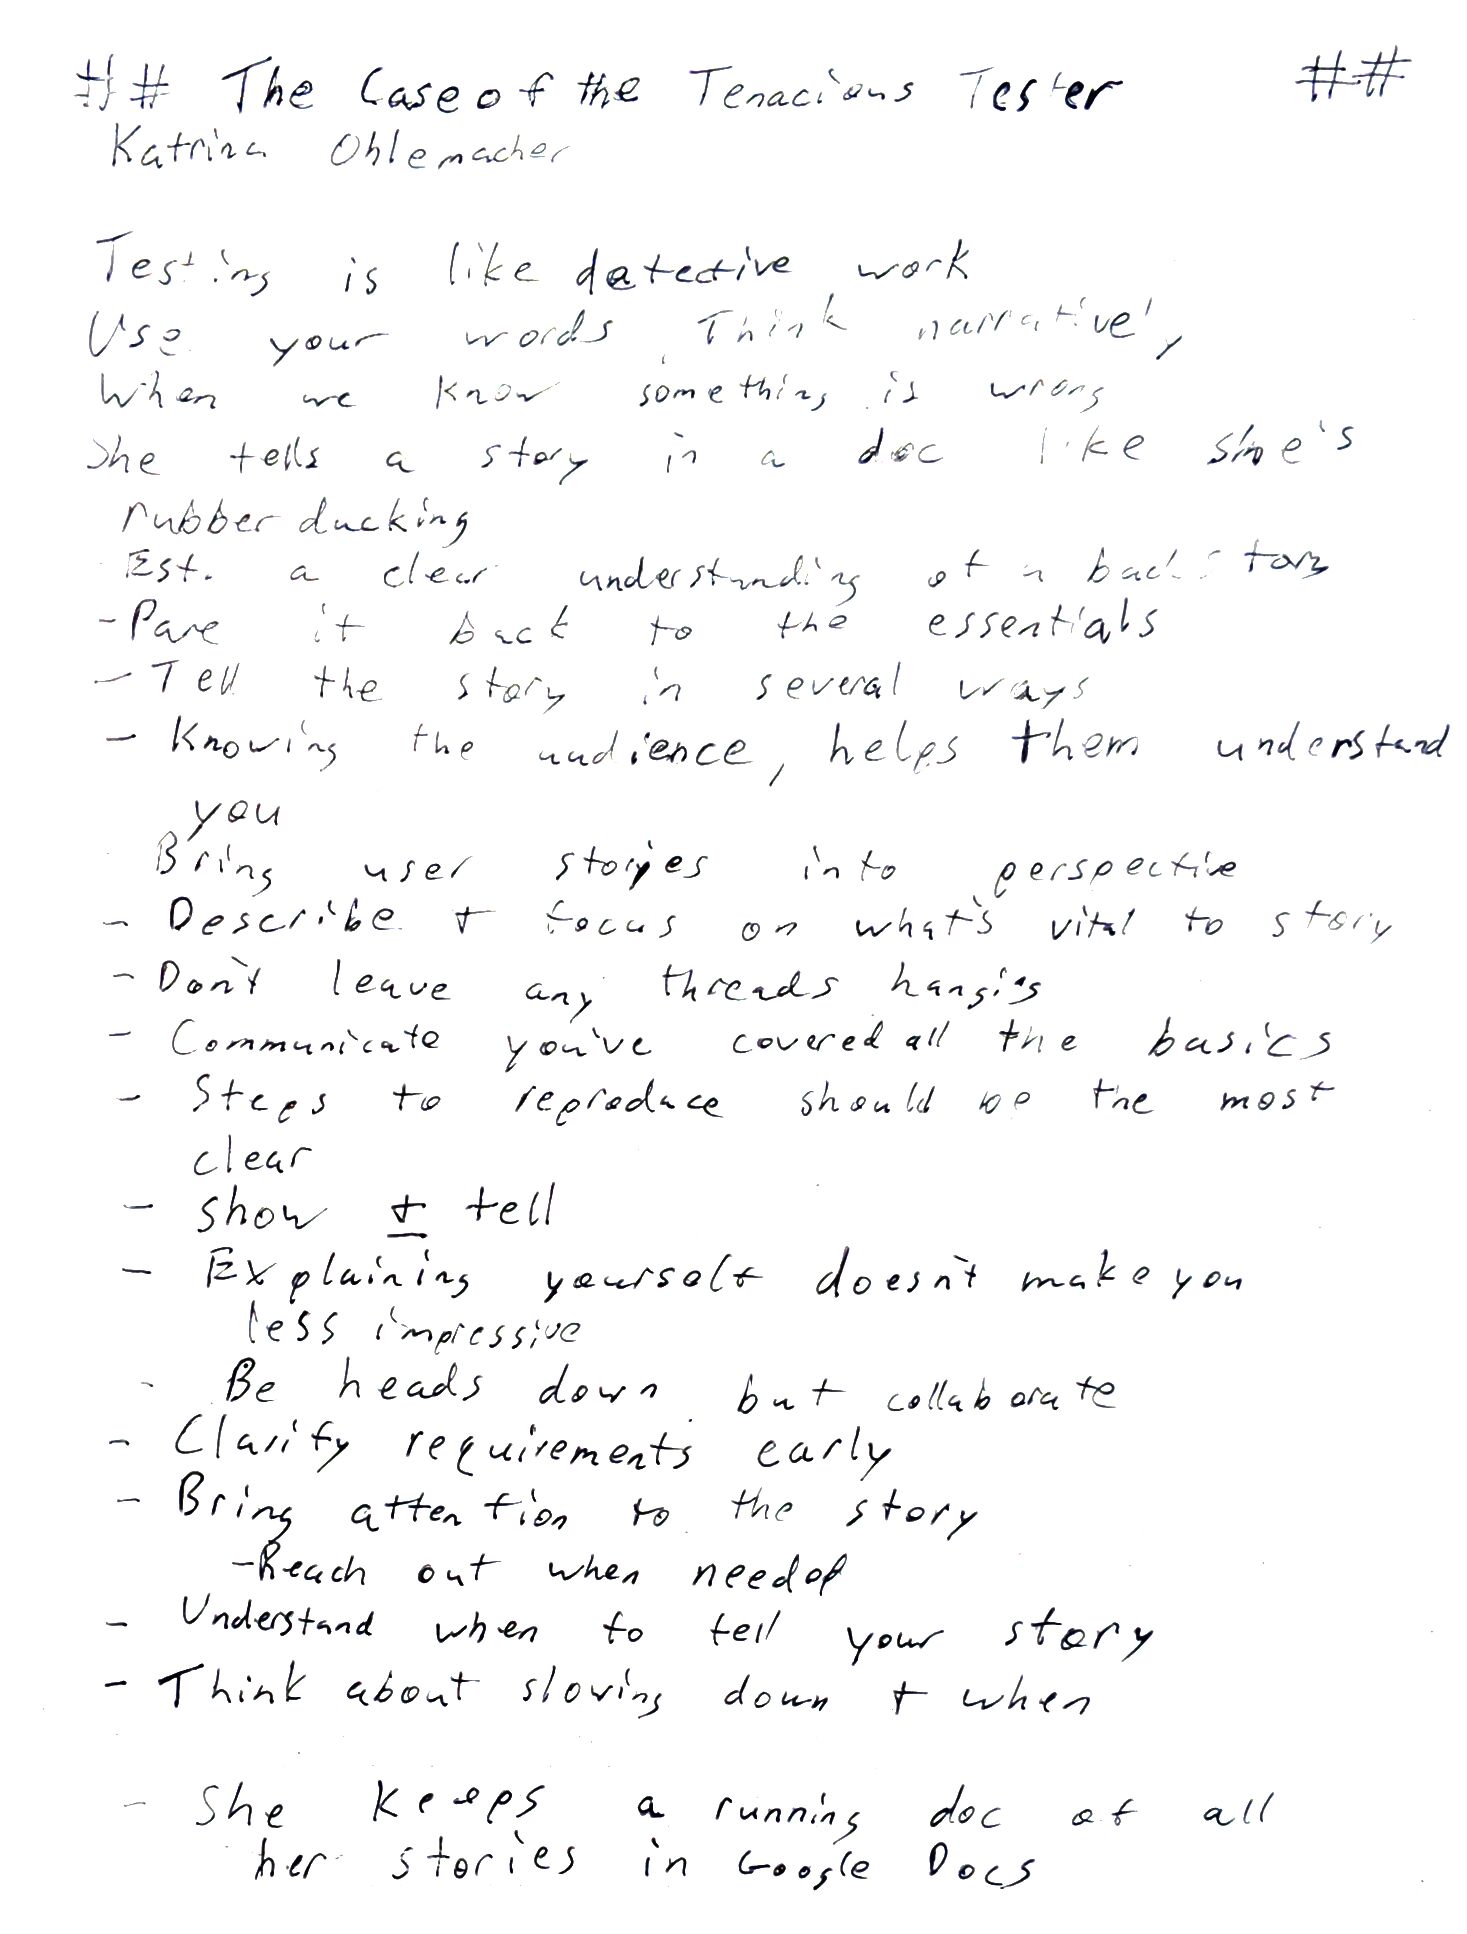 ## The Case of the Tenacious Tester ##
Katrina Ohlemacher
Testing is like detective work
Use your words. Think narrative,
When we know something is wrong
She tells a story in a doc like she's
rubber ducking
Est. a clear understanding of a backstory
- Pare it back to the essentials
- Tell the story in several ways
- Knowing the audience, helps them understand
you
Bring user stories into perspective
- Describe + focus on what's vital to story
- Don't leave any threads hanging
- Communicate you've covered all the basics
- Steps to reproduce should be the most
clear
- show + tell
- Explaining yourself doesn't make you
less impressive
- Be heads down but collaborate
- Clarify requirements early
- Bring attention to the story
- Reach out when needed
- Understand when to tell your story
- Think about slowing down + when
- She keeps a running doc of all
her stories in Google Docs